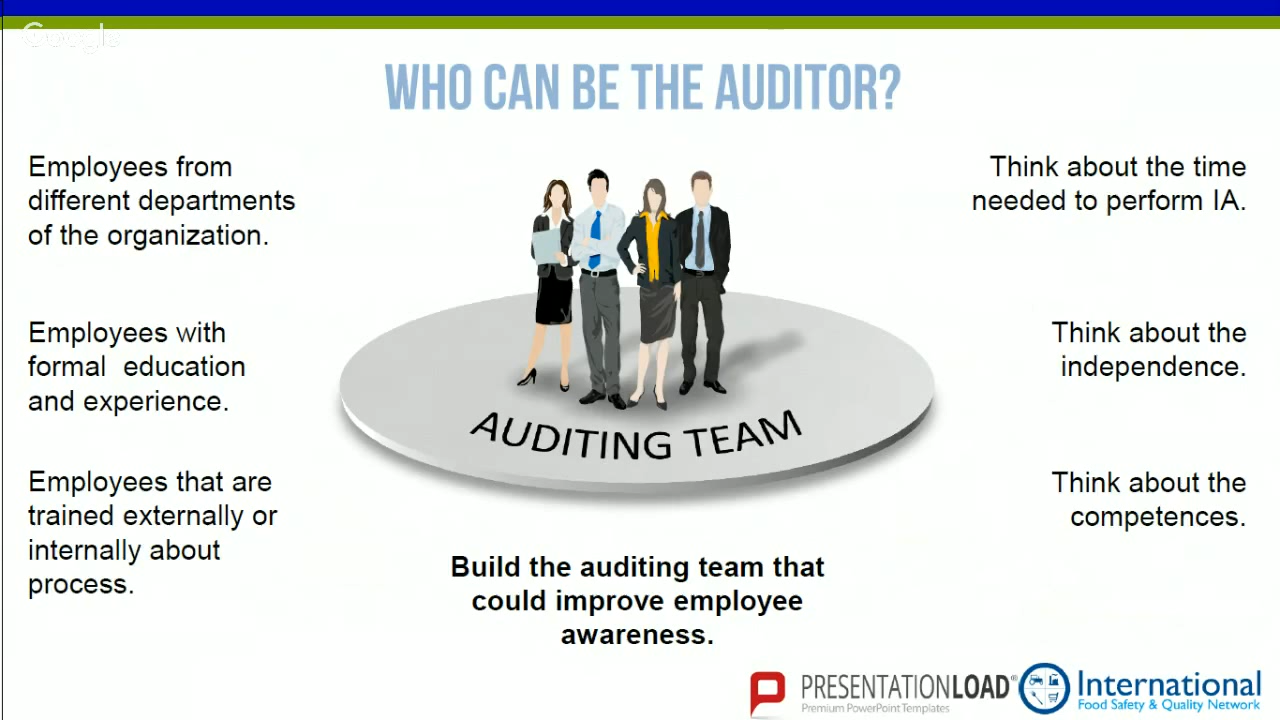 Google
WHO CAN BE THE AUDITOR?
Employees from
different departments
of the organization.
Employees with
formal education
and experience.
Employees that are
trained externally or
internally about
process.
AUDITING TEAM
Build the auditing team that
could improve employee
awareness.
Think about the time
needed to perform IA.
Think about the
independence.
Think about the
competences.
PRESENTATIONLOAD®
Premium PowerPoint Templates
International
Food Safety & Quality Network